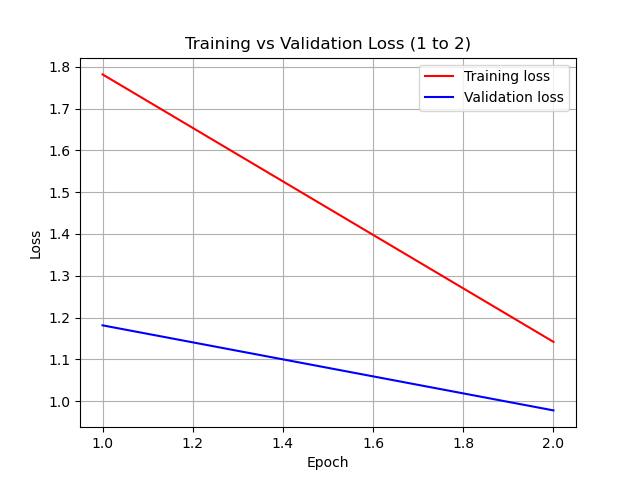 Training vs Validation Loss (1 to 2)
Training loss
Validation loss
Loss
1.8
1.7
1.6
1.5
1.4
1.3
1.2
1.1
1.0
1.0 1.2 1.4 1.6 1.8 2.0
Epoch